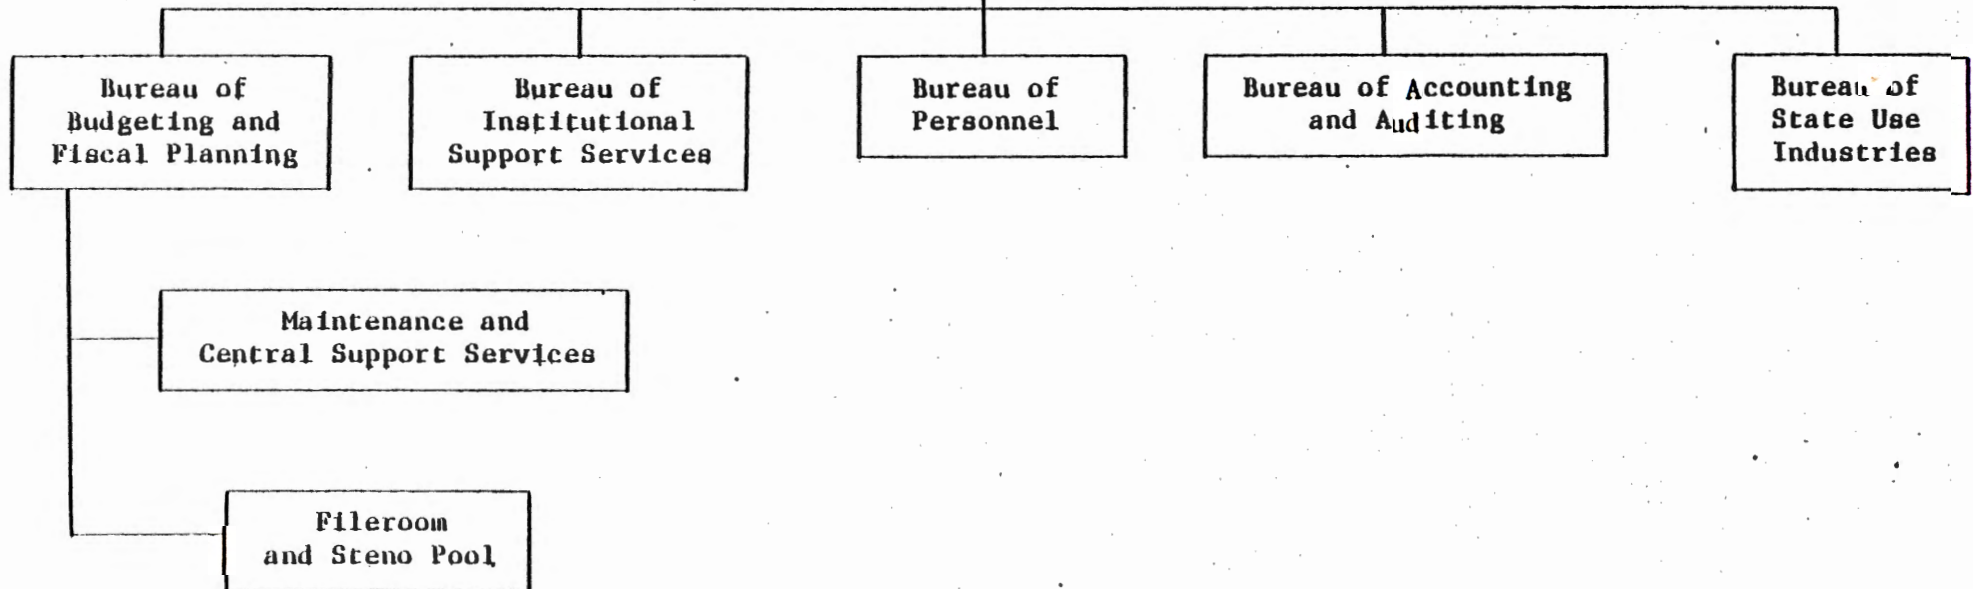 Bureau of
Budgeting and
Fiscal Planning
Bureau of
Institutional
Support Services
Bureau of
Personnel
Bureau of Accounting
and Auditing
Bureau of
State Use
Industries
Maintenance and
Central Support Services
Fileroom
and Steno Pool